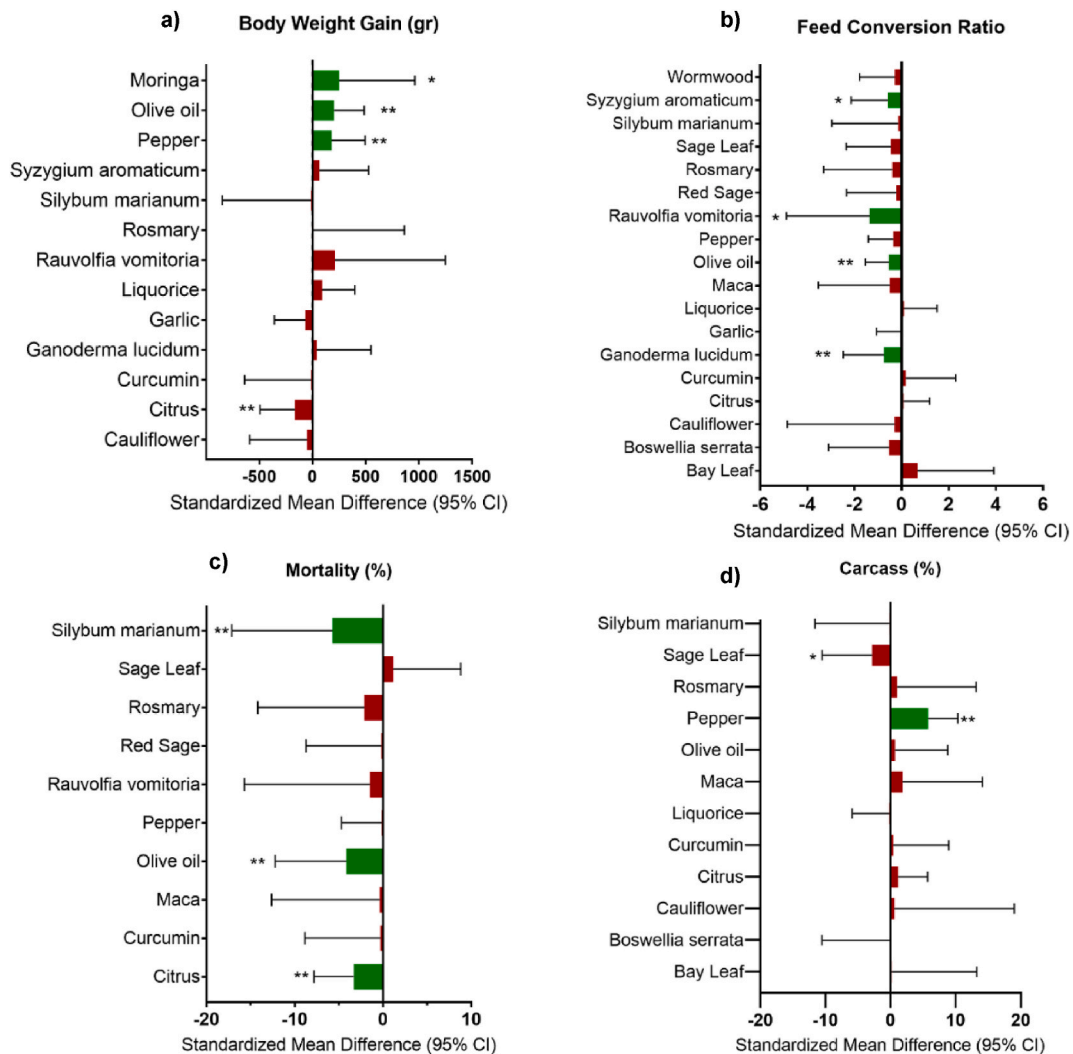 a)
Body Weight Gain (gr)
Moringa
*
Olive oil
**
Pepper
**
Syzygium aromaticum
Silybum marianum
Rosmary
Rauvolfia vomitoria
Liquorice
Garlic
Ganoderma lucidum
Curcumin
Citrus
**
Cauliflower
-500 0 500 1000 1500
Standardized Mean Difference (95% CI)
b)
Feed Conversion Ratio
Wormwood
Syzygium aromaticum
*
Silybum marianum
Sage Leaf
Rosmary
Red Sage
Rauvolfia vomitoria
*
Pepper
Olive oil
**
Maca
Liquorice
Garlic
Ganoderma lucidum
**
Curcumin
Citrus
Cauliflower
Boswellia serrata
Bay Leaf
-6 -4 -2 0 2 4 6
Standardized Mean Difference (95% CI)
c)
Mortality (%)
Silybum marianum
**
Sage Leaf
Rosmary
Red Sage
Rauvolfia vomitoria
Pepper
Olive oil
**
Maca
Curcumin
Citrus
**
-20 -10 0 10
Standardized Mean Difference (95% CI)
d)
Carcass (%)
Silybum marianum
Sage Leaf
*
Rosmary
Pepper
**
Olive oil
Maca
Liquorice
Curcumin
Citrus
Cauliflower
Boswellia serrata
Bay Leaf
-20 -10 0 10 20
Standardized Mean Difference (95% CI)